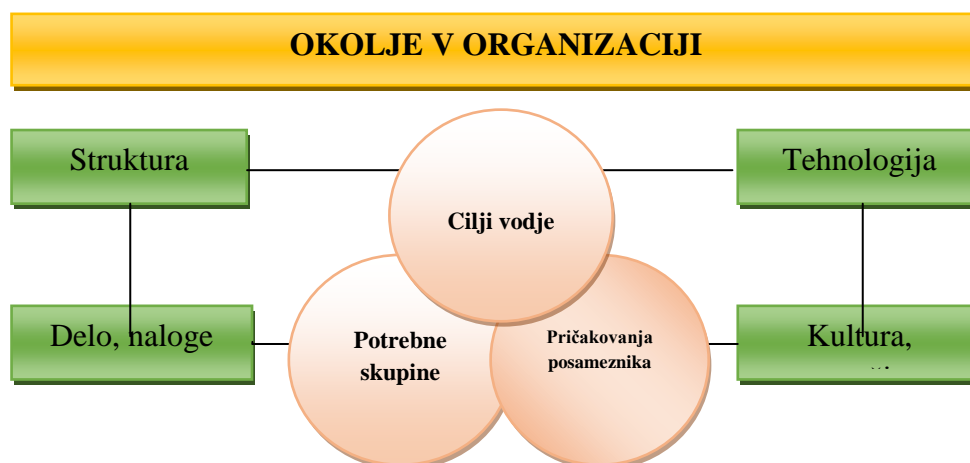 OKOLJE V ORGANIZACIJI
Struktura
Tehnologija
Cilji vodje
Delo, naloge
Potrebne
skupine
Pričakovanja
posameznika
Kultura,